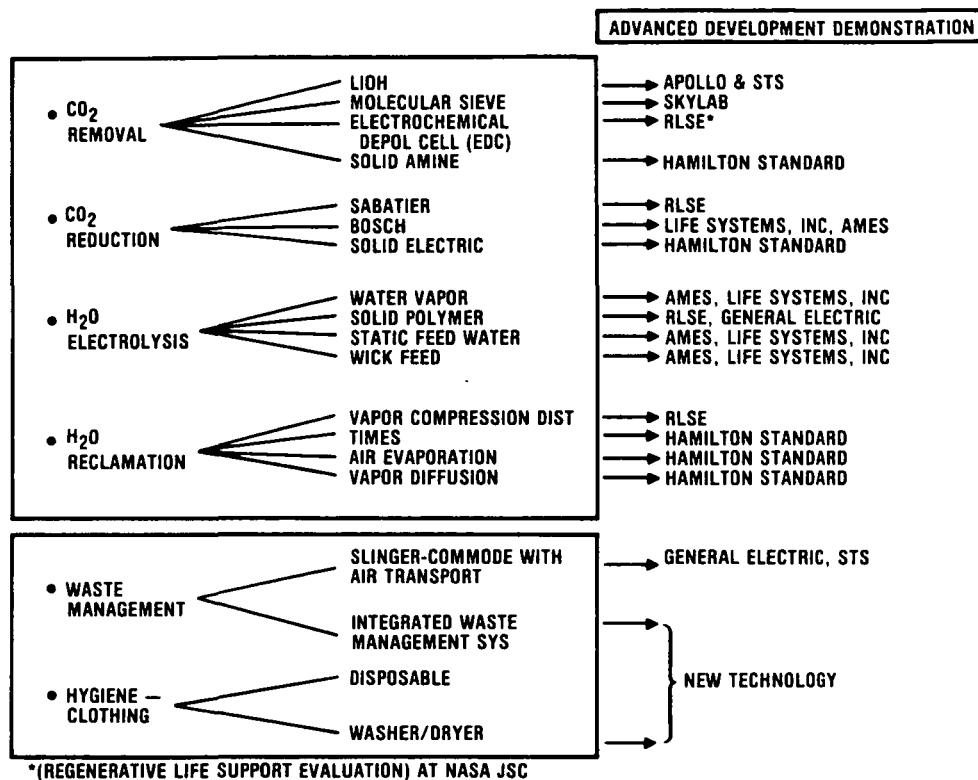 ADVANCED DEVELOPMENT DEMONSTRATION
• CO2
REMOVAL
LIOH
MOLECULAR SIEVE
ELECTROCHEMICAL
DEPOL CELL (EDC)
SOLID AMINE
APOLLO & STS
SKYLAB
RLSE*
HAMILTON STANDARD
• CO2
REDUCTION
SABATIER
BOSCH
SOLID ELECTRIC
RLSE
LIFE SYSTEMS, INC, AMES
HAMILTON STANDARD
• H2O
ELECTROLYSIS
WATER VAPOR
SOLID POLYMER
STATIC FEED WATER
WICK FEED
AMES, LIFE SYSTEMS, INC
RLSE, GENERAL ELECTRIC
AMES, LIFE SYSTEMS, INC
AMES, LIFE SYSTEMS, INC
• H2O
RECLAMATION
VAPOR COMPRESSION DIST
TIMES
AIR EVAPORATION
VAPOR DIFFUSION
RLSE
HAMILTON STANDARD
HAMILTON STANDARD
HAMILTON STANDARD
• WASTE
MANAGEMENT
SLINGER-COMMODE WITH
AIR TRANSPORT
INTEGRATED WASTE
MANAGEMENT SYS
GENERAL ELECTRIC, STS
• HYGIENE —
CLOTHING
DISPOSABLE
WASHER/DRYER
NEW TECHNOLOGY
*(REGENERATIVE LIFE SUPPORT EVALUATION) AT NASA JSC